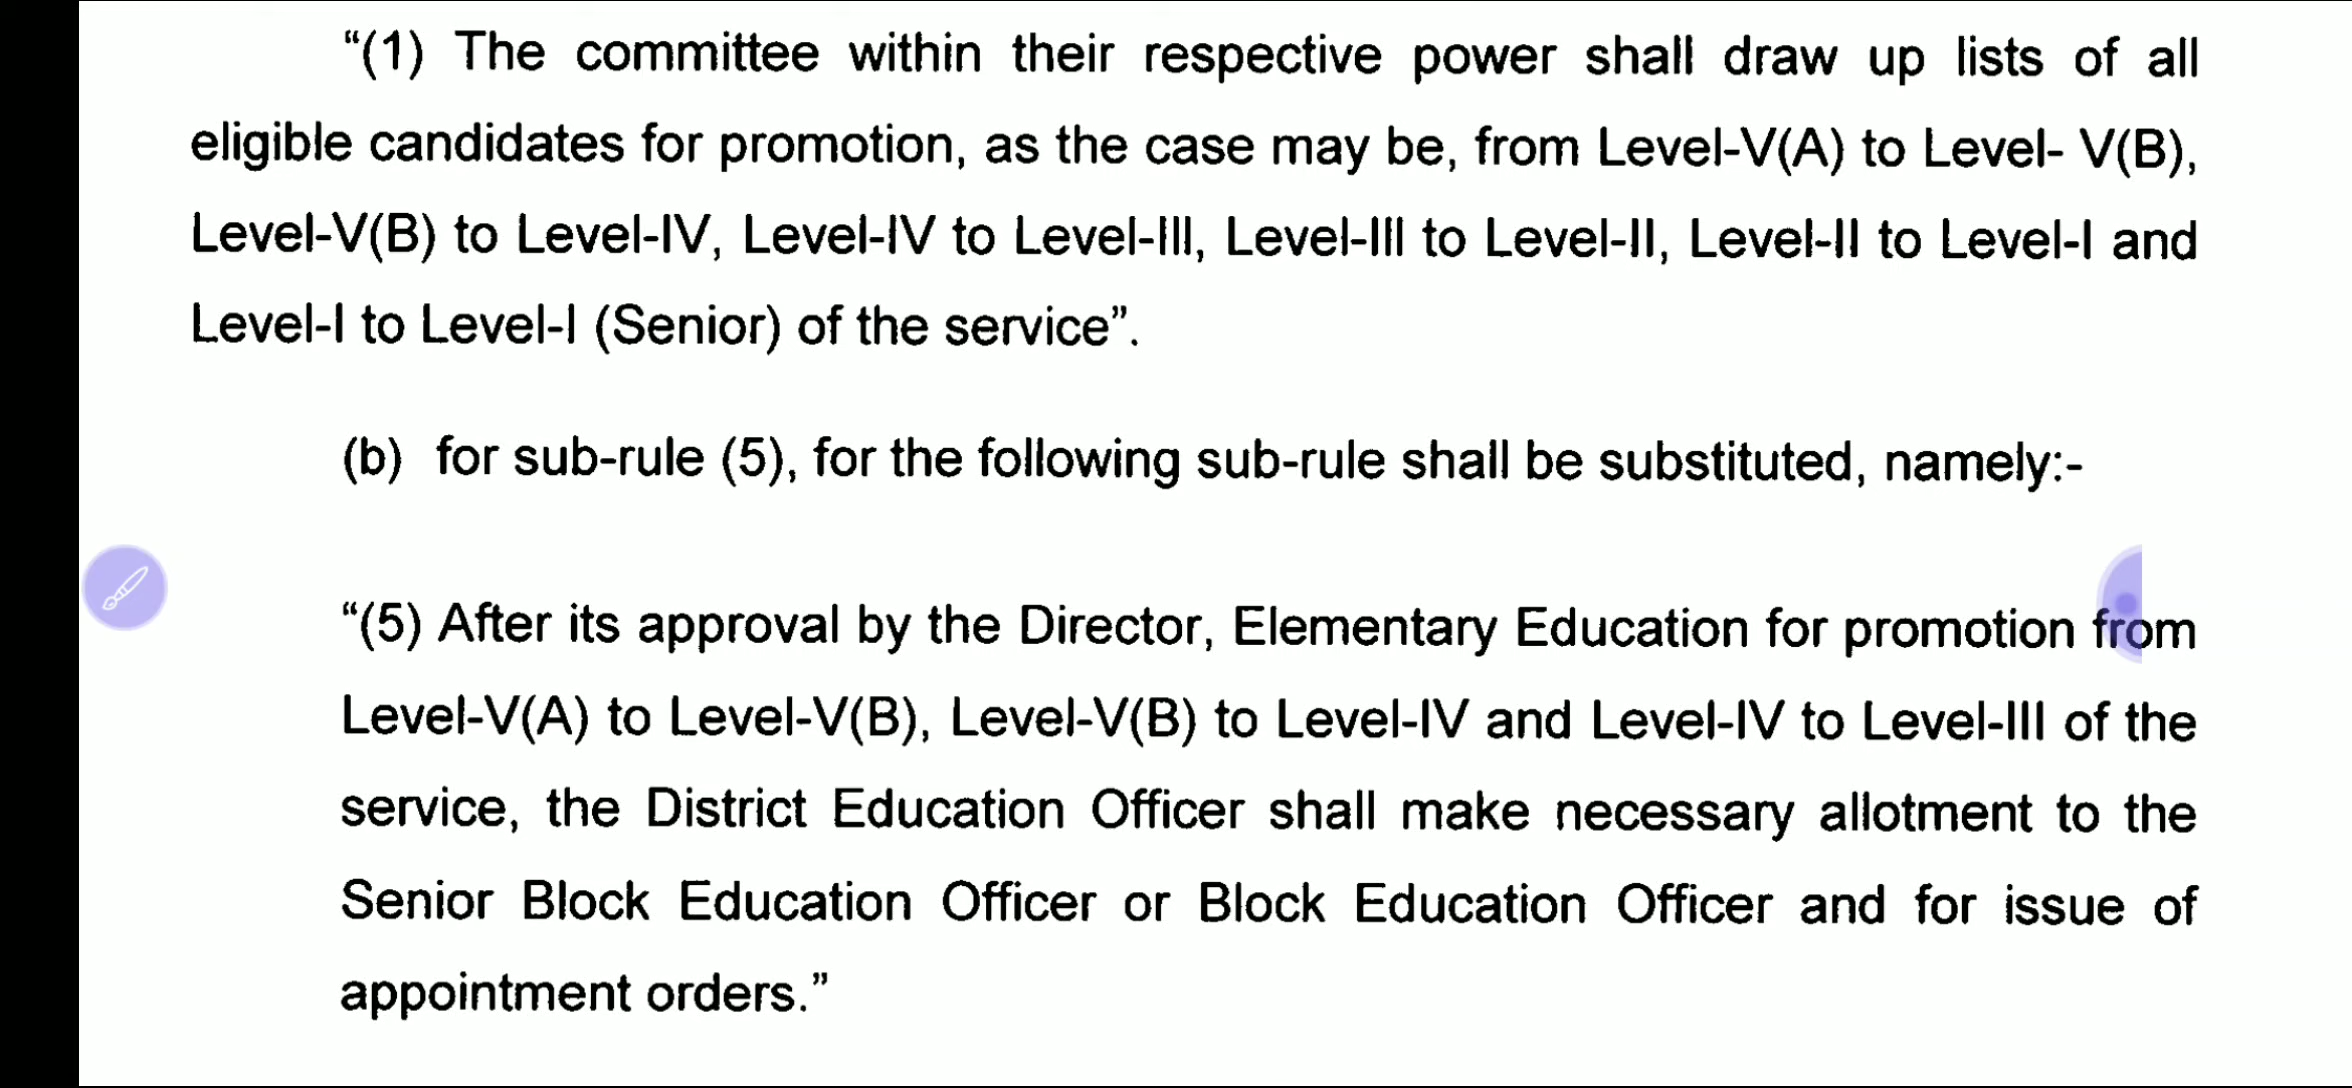 “(1) The committee within their respective power shall draw up lists of all
eligible candidates for promotion, as the case may be, from Level-V(A) to Level- V(B),
Level-V(B) to Level-IV, Level-IV to Level-III, Level-III to Level-II, Level-II to Level-I and
Level-I to Level-I (Senior) of the service”.
(b) for sub-rule (5), for the following sub-rule shall be substituted, namely:-
“(5) After its approval by the Director, Elementary Education for promotion from
Level-V(A) to Level-V(B), Level-V(B) to Level-IV and Level-IV to Level-III of the
service, the District Education Officer shall make necessary allotment to the
Senior Block Education Officer or Block Education Officer and for issue of
appointment orders.”